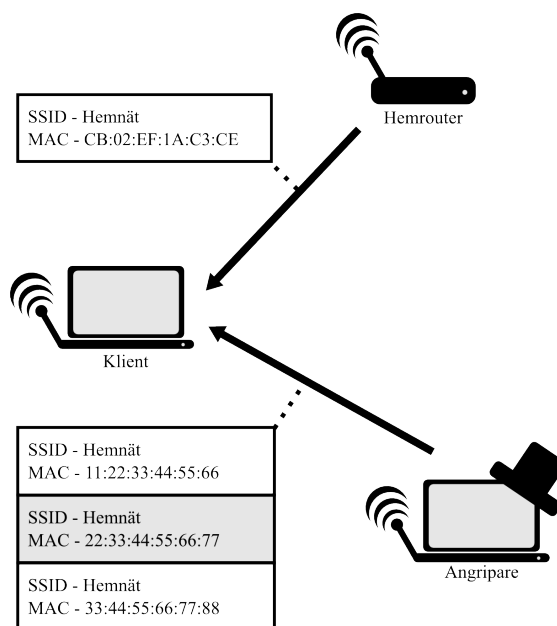 Hemrouter
SSID - Hemnät
MAC - CB:02:EF:1A:C3:CE
Klient
SSID - Hemnät
MAC - 11:22:33:44:55:66
SSID - Hemnät
MAC - 22:33:44:55:66:77
SSID - Hemnät
MAC - 33:44:55:66:77:88
Angripare